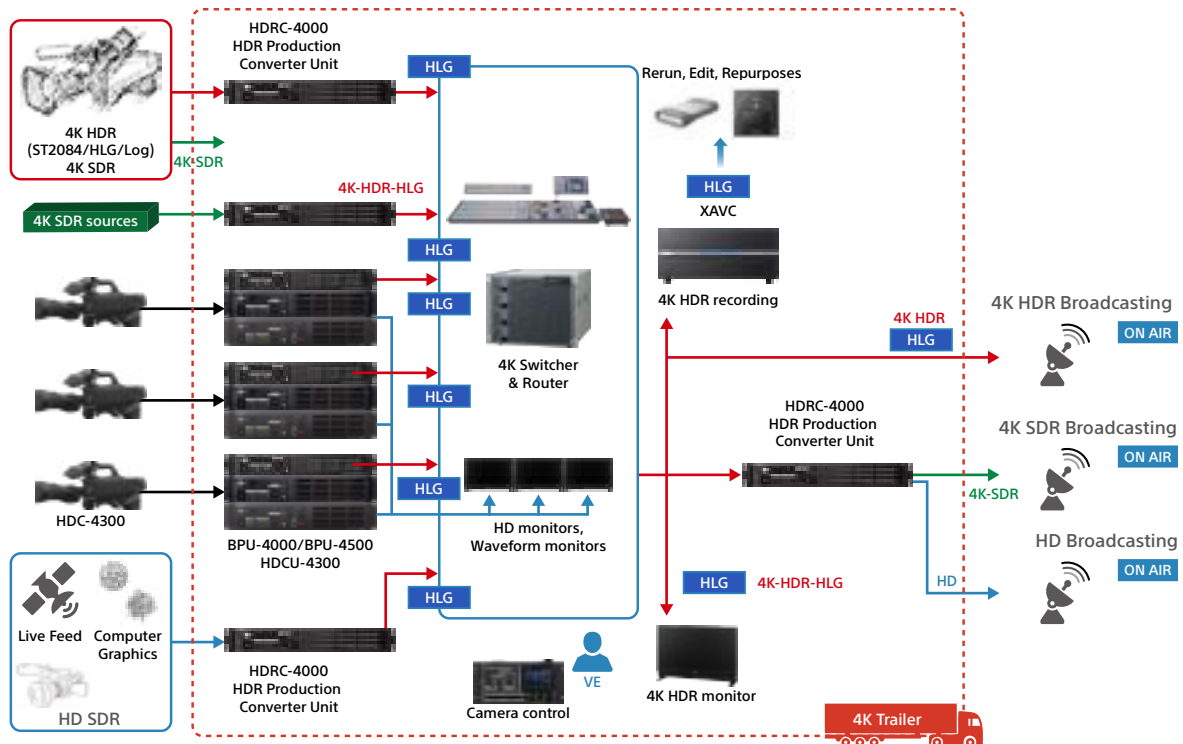 HDRC-4000
HDR Production
Converter Unit
HLG
4K HDR
(ST2084/HLG/Log)
4K SDR
4K-SDR
4K SDR sources
4K-HDR-HLG
HLG
HLG
HLG
HLG
HLG
4K Switcher
& Router
HD monitors,
Waveform monitors
HDC-4300
BPU-4000/BPU-4500
HDCU-4300
Live Feed
Computer
Graphics
HD SDR
HDRC-4000
HDR Production
Converter Unit
Camera control
VE
Rerun, Edit, Repurposes
HLG
XAVC
4K HDR recording
4K HDR
HLG
HDRC-4000
HDR Production
Converter Unit
4K-SDR
HD
HLG
4K-HDR-HLG
4K HDR monitor
4K HDR Broadcasting
ON AIR
4K SDR Broadcasting
ON AIR
HD Broadcasting
ON AIR
4K Trailer